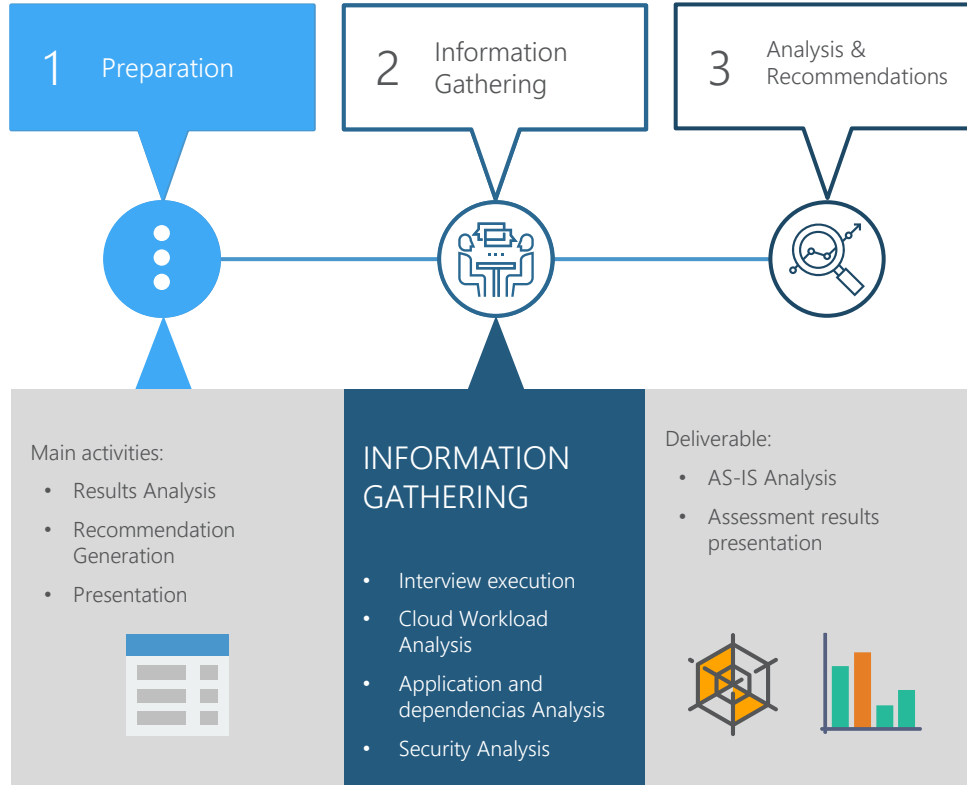 1 Preparation
2 Information
Gathering
3 Analysis &
Recommendations
Main activities:
• Results Analysis
• Recommendation
Generation
• Presentation
INFORMATION
GATHERING
• Interview execution
• Cloud Workload
Analysis
• Application and
dependencias Analysis
• Security Analysis
Deliverable:
• AS-IS Analysis
• Assessment results
presentation